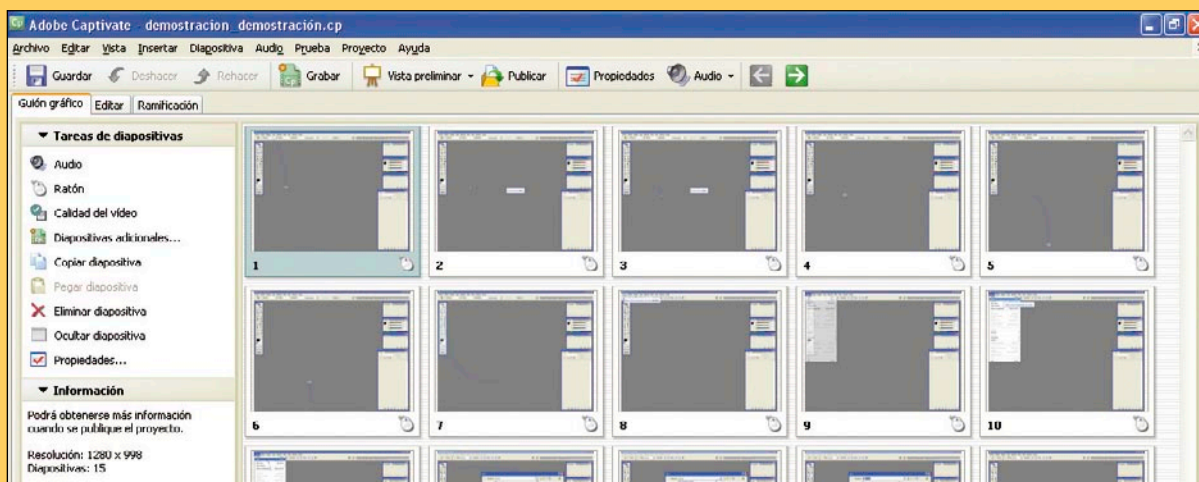 Adobe Captivate - demostracion_demostración.cp
Archivo Editar Vista Insertar Diapositiva Audio Prueba Proyecto Ayuda
Guardar Deshacer Rehacer Grabar Vista preliminar Publicar Propiedades Audio
Guión gráfico Editar Ramificación
Tareas de diapositivas
Audio
Ratón
Calidad del vídeo
Diapositivas adicionales...
Copiar diapositiva
Pegar diapositiva
Eliminar diapositiva
Ocultar diapositiva
Propiedades...
Información
Podrá obtenerse más información
cuando se publique el proyecto.
Resolución: 1280 x 998
Diapositivas: 15
1 2 3 4 5
6 7 8 9 10